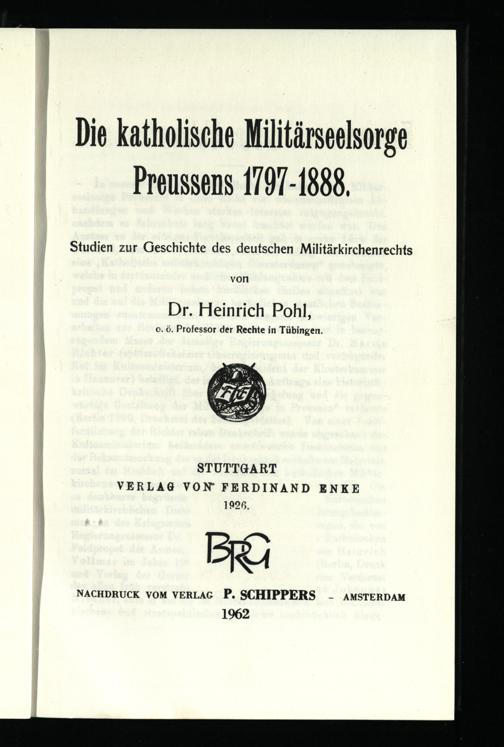 Die katholische Militärseelsorge
Preussens 1797-1888.
Studien zur Geschichte des deutschen Militärkirchenrechts
von
Dr. Heinrich Pohl,
o. ö. Professor der Rechte in Tübingen.
FE
STUTTGART
VERLAG VON FERDINAND ENKE
1926.
BRG
NACHDRUCK VOM VERLAG P. SCHIPPERS – AMSTERDAM
1962